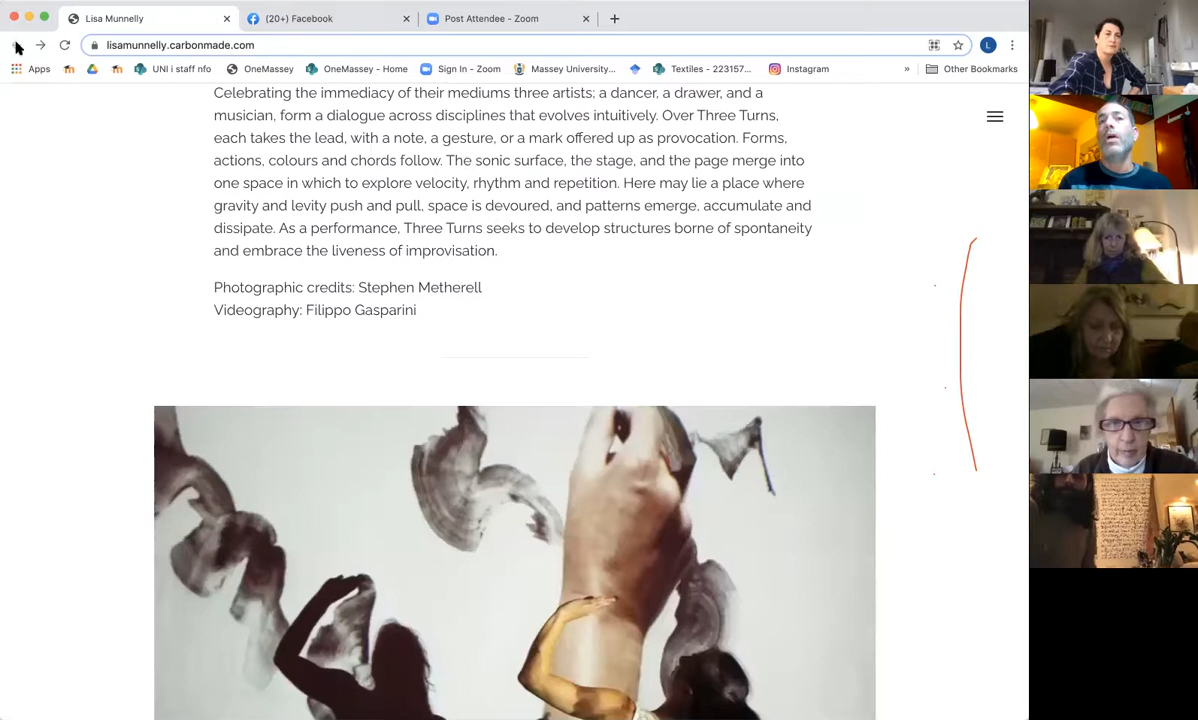 Lisa Munnelly
(20+) Facebook
Post Attendee - Zoom
lisamunnelly.carbonmade.com
L
Apps
UNI i staff nfo
OneMassey
OneMassey - Home
Sign In - Zoom
Massey University...
Textiles - 223157...
Instagram
»
Other Bookmarks
Celebrating the immediacy of their mediums three artists; a dancer, a drawer, and a
musician, form a dialogue across disciplines that evolves intuitively. Over Three Turns,
each takes the lead, with a note, a gesture, or a mark offered up as provocation. Forms,
actions, colours and chords follow. The sonic surface, the stage, and the page merge into
one space in which to explore velocity, rhythm and repetition. Here may lie a place where
gravity and levity push and pull, space is devoured, and patterns emerge, accumulate and
dissipate. As a performance, Three Turns seeks to develop structures borne of spontaneity
and embrace the liveness of improvisation.
Photographic credits: Stephen Metherell
Videography: Filippo Gasparini